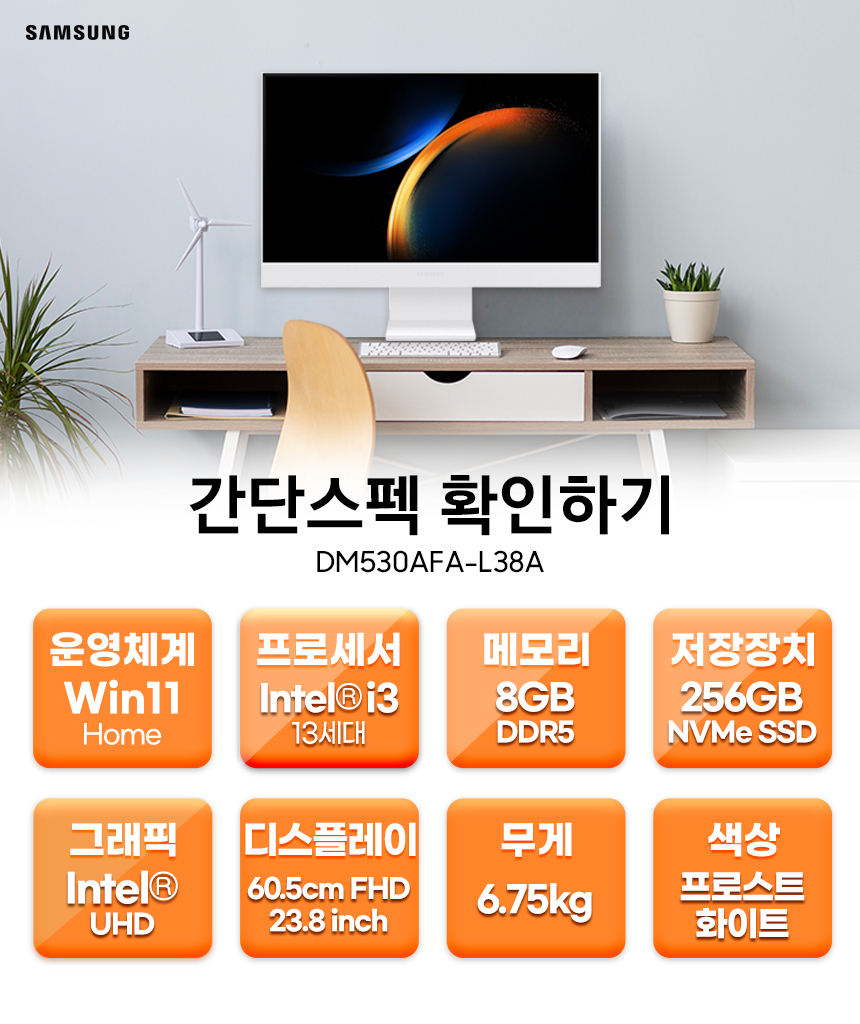 SAMSUNG
간단스펙 확인하기
DM530AFA-L38A
운영체계
Win11
Home
프로세서
Intel® i3
13세대
메모리
8GB
DDR5
저장장치
256GB
NVMe SSD
그래픽
Intel®
UHD
디스플레이
60.5cm FHD
23.8 inch
무게
6.75kg
색상
프로스트
화이트